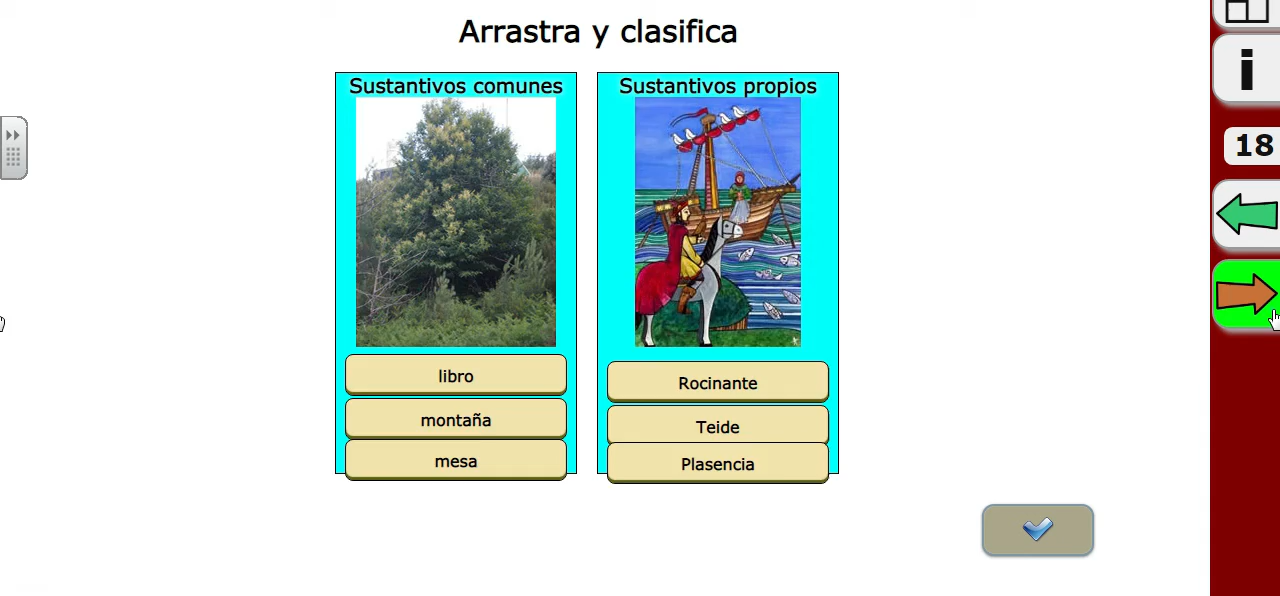 Arrastra y clasifica
Sustantivos comunes
libro
montaña
mesa
Sustantivos propios
Rocinante
Teide
Plasencia
i
18